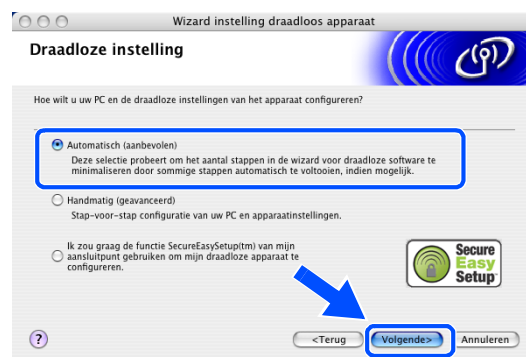 Wizard instelling draadloos apparaat
Draadloze instelling
Hoe wilt u uw PC en de draadloze instellingen van het apparaat configureren?
Automatisch (aanbevolen)
Deze selectie probeert om het aantal stappen in de wizard voor draadloze software te
minimaliseren door sommige stappen automatisch te voltooien, indien mogelijk.
Handmatig (geavanceerd)
Stap-voor-stap configuratie van uw PC en apparaatinstellingen.
Ik zou graag de functie SecureEasySetup(tm) van mijn
aansluitpunt gebruiken om mijn draadloze apparaat te
configureren.
Secure
Easy
Setup
?
<Terug
Volgende>
Annuleren